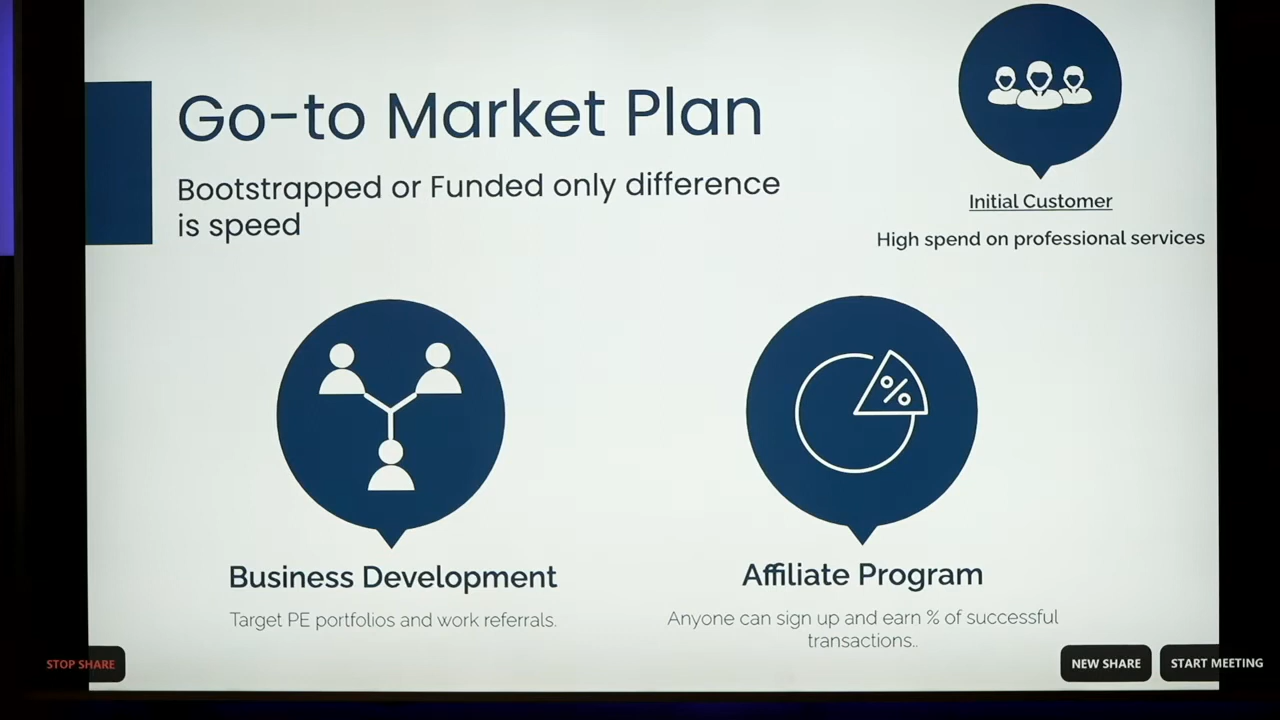 Go-to Market Plan
Bootstrapped or Funded only difference
is speed
Initial Customer
High spend on professional services
%
Business Development
Target PE portfolios and work referrals.
Affiliate Program
Anyone can sign up and earn % of successful
transactions..
STOP SHARE
NEW SHARE
START MEETING